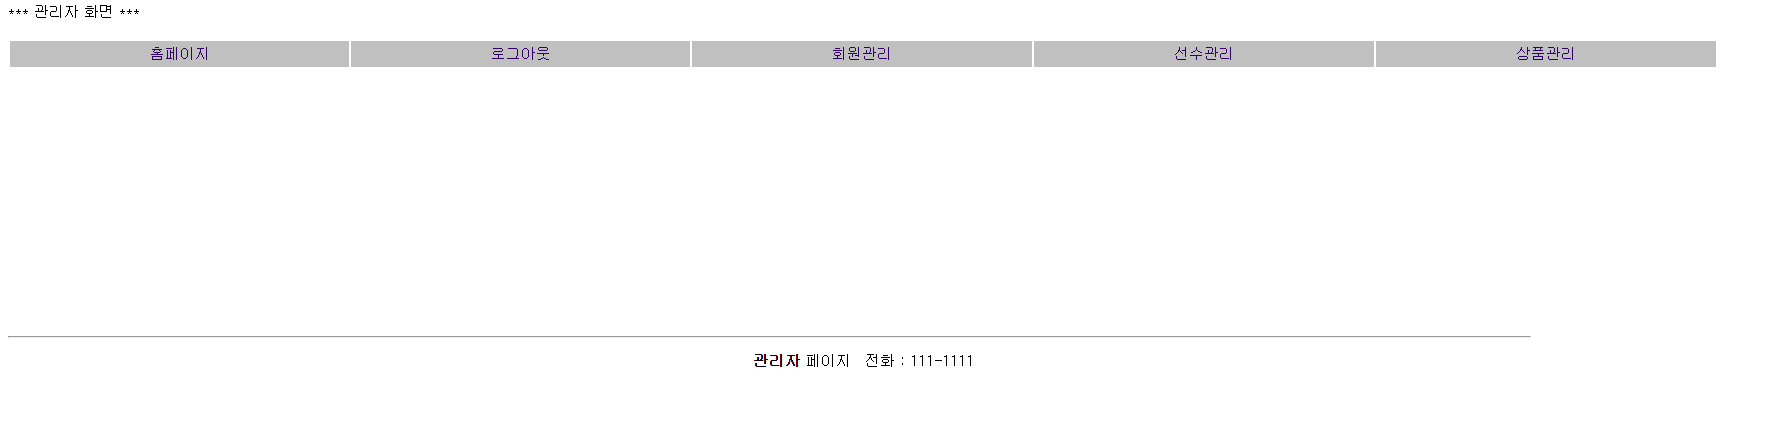 *** 관리자 화면 ***
홈페이지 로그아웃 회원관리 선수관리 상품관리
관리자 페이지 전화 : 111-1111